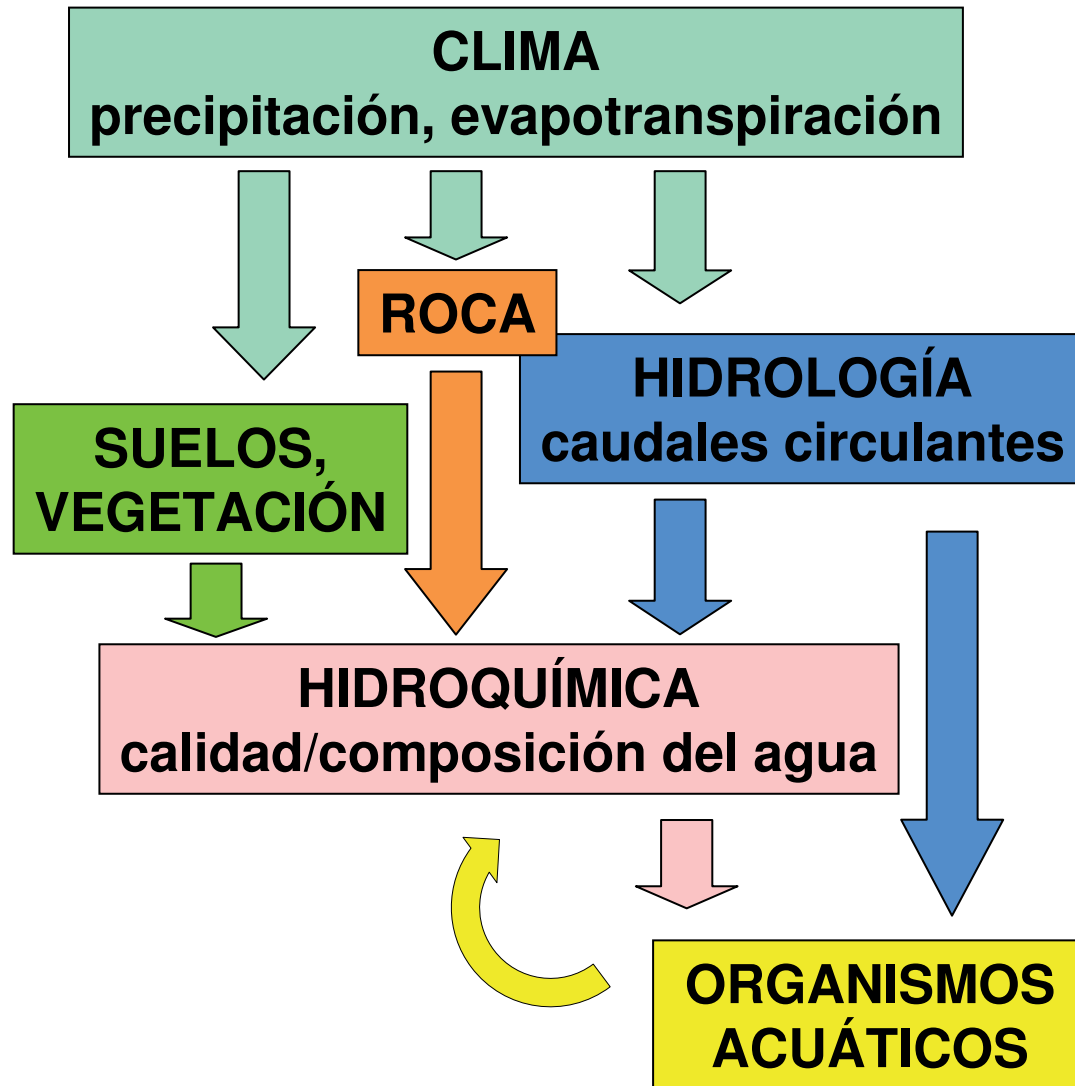 CLIMA
precipitación, evapotranspiración
ROCA
HIDROLOGÍA
caudales circulantes
SUELOS,
VEGETACIÓN
HIDROQUÍMICA
calidad/composición del agua
ORGANISMOS
ACUÁTICOS